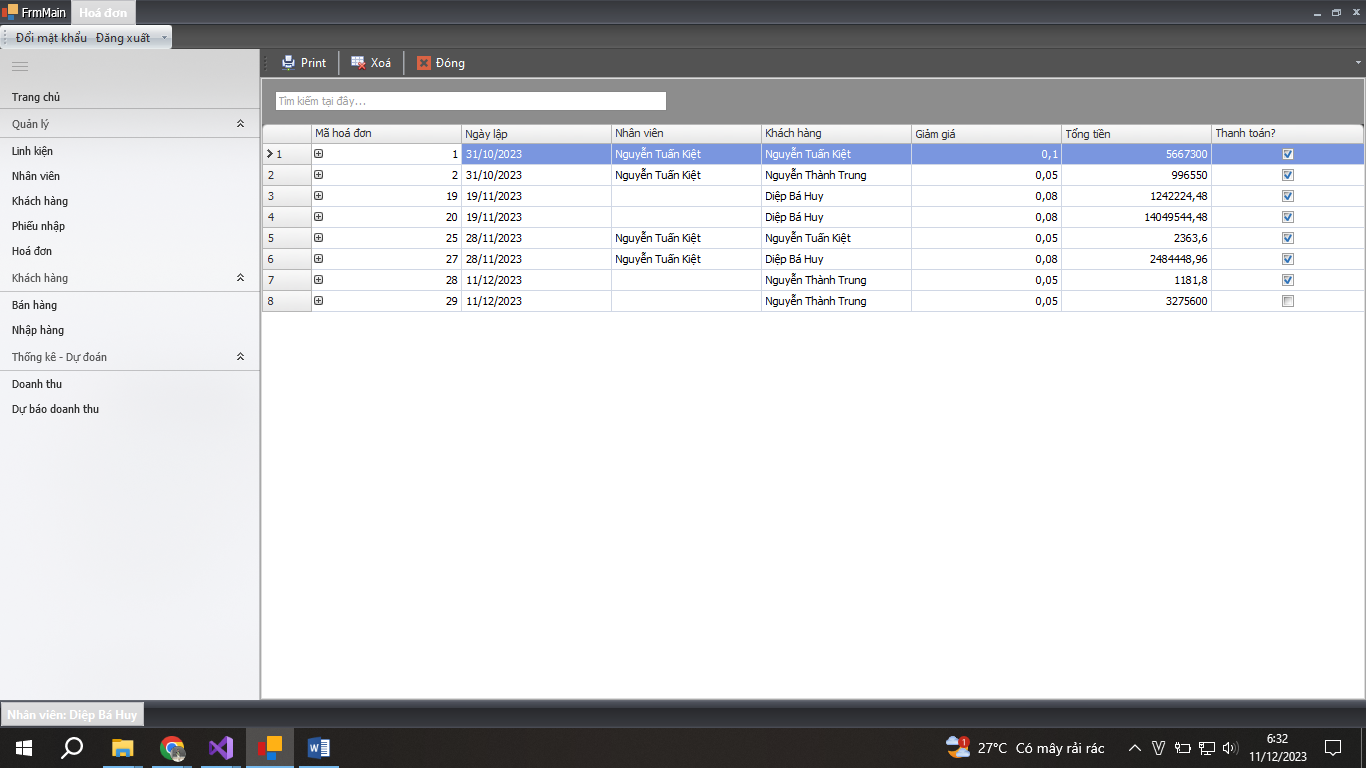 FrmMain Hoá đơn
Đổi mật khẩu Đăng xuất
Print Xoá Đóng
Trang chủ
Quản lý
Linh kiện
Nhân viên
Khách hàng
Phiếu nhập
Hoá đơn
Khách hàng
Bán hàng
Nhập hàng
Thống kê - Dự đoán
Doanh thu
Dự báo doanh thu
Tìm kiếm tại đây...
Mã hoá đơn Ngày lập Nhân viên Khách hàng Giảm giá Tổng tiền Thanh toán?
1 1 31/10/2023 Nguyễn Tuấn Kiệt Nguyễn Tuấn Kiệt 0,1 5667300
2 2 31/10/2023 Nguyễn Tuấn Kiệt Nguyễn Thành Trung 0,05 996550
3 19 19/11/2023 Diệp Bá Huy 0,08 1242224,48
4 20 19/11/2023 Diệp Bá Huy 0,08 14049544,48
5 25 28/11/2023 Nguyễn Tuấn Kiệt Nguyễn Tuấn Kiệt 0,05 2363,6
6 27 28/11/2023 Nguyễn Tuấn Kiệt Diệp Bá Huy 0,08 2484448,96
7 28 11/12/2023 Nguyễn Thành Trung 0,05 1181,8
8 29 11/12/2023 Nguyễn Thành Trung 0,05 3275600
Nhân viên: Diệp Bá Huy
1 27°C Có mây rải rác V 6:32
11/12/2023